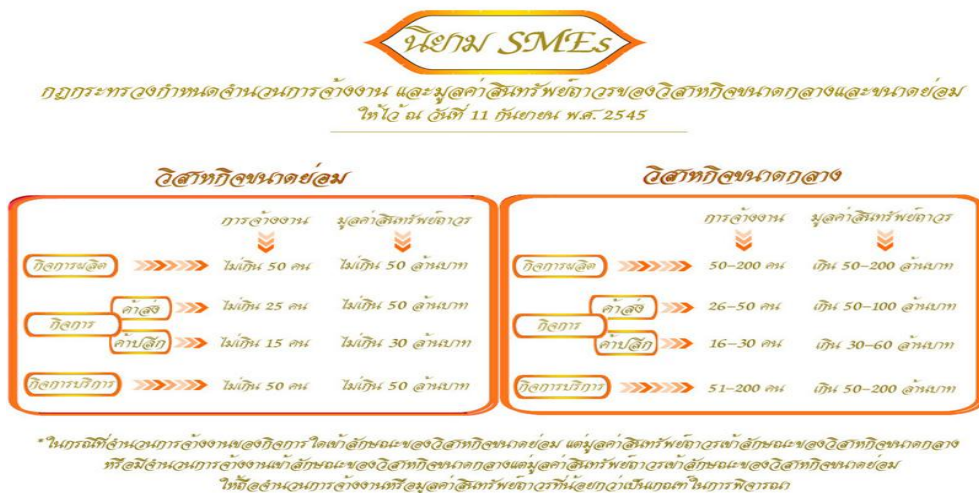 นิยาม SMEs
กฎกระทรวงกำหนดจำนวนการจ้างงาน และมูลค่าสินทรัพย์ถาวรของวิสาหกิจขนาดกลางและขนาดย่อม
ให้ไว้ ณ วันที่ 11 กันยายน พ.ศ. 2545
วิสาหกิจขนาดย่อม
การจ้างงาน มูลค่าสินทรัพย์ถาวร
กิจการผลิต ไม่เกิน 50 คน ไม่เกิน 50 ล้านบาท
ค้าส่ง ไม่เกิน 25 คน ไม่เกิน 50 ล้านบาท
กิจการ
ค้าปลีก ไม่เกิน 15 คน ไม่เกิน 30 ล้านบาท
กิจการบริการ ไม่เกิน 50 คน ไม่เกิน 50 ล้านบาท
วิสาหกิจขนาดกลาง
การจ้างงาน มูลค่าสินทรัพย์ถาวร
กิจการผลิต 50-200 คน เกิน 50-200 ล้านบาท
ค้าส่ง 26-50 คน เกิน 50-100 ล้านบาท
กิจการ
ค้าปลีก 16-30 คน เกิน 30-60 ล้านบาท
กิจการบริการ 51-200 คน เกิน 50-200 ล้านบาท
*ในกรณีที่จำนวนการจ้างงานของกิจการใดเข้าลักษณะของวิสาหกิจขนาดย่อม แต่มูลค่าสินทรัพย์ถาวรเข้าลักษณะของวิสาหกิจขนาดกลาง
หรือมีจำนวนการจ้างงานเข้าลักษณะของวิสาหกิจขนาดกลางแต่มูลค่าสินทรัพย์ถาวรเข้าลักษณะของวิสาหกิจขนาดย่อม
ให้ถือจำนวนการจ้างงานหรือมูลค่าสินทรัพย์ถาวรที่น้อยกว่าเป็นเกณฑ์ในการพิจารณา